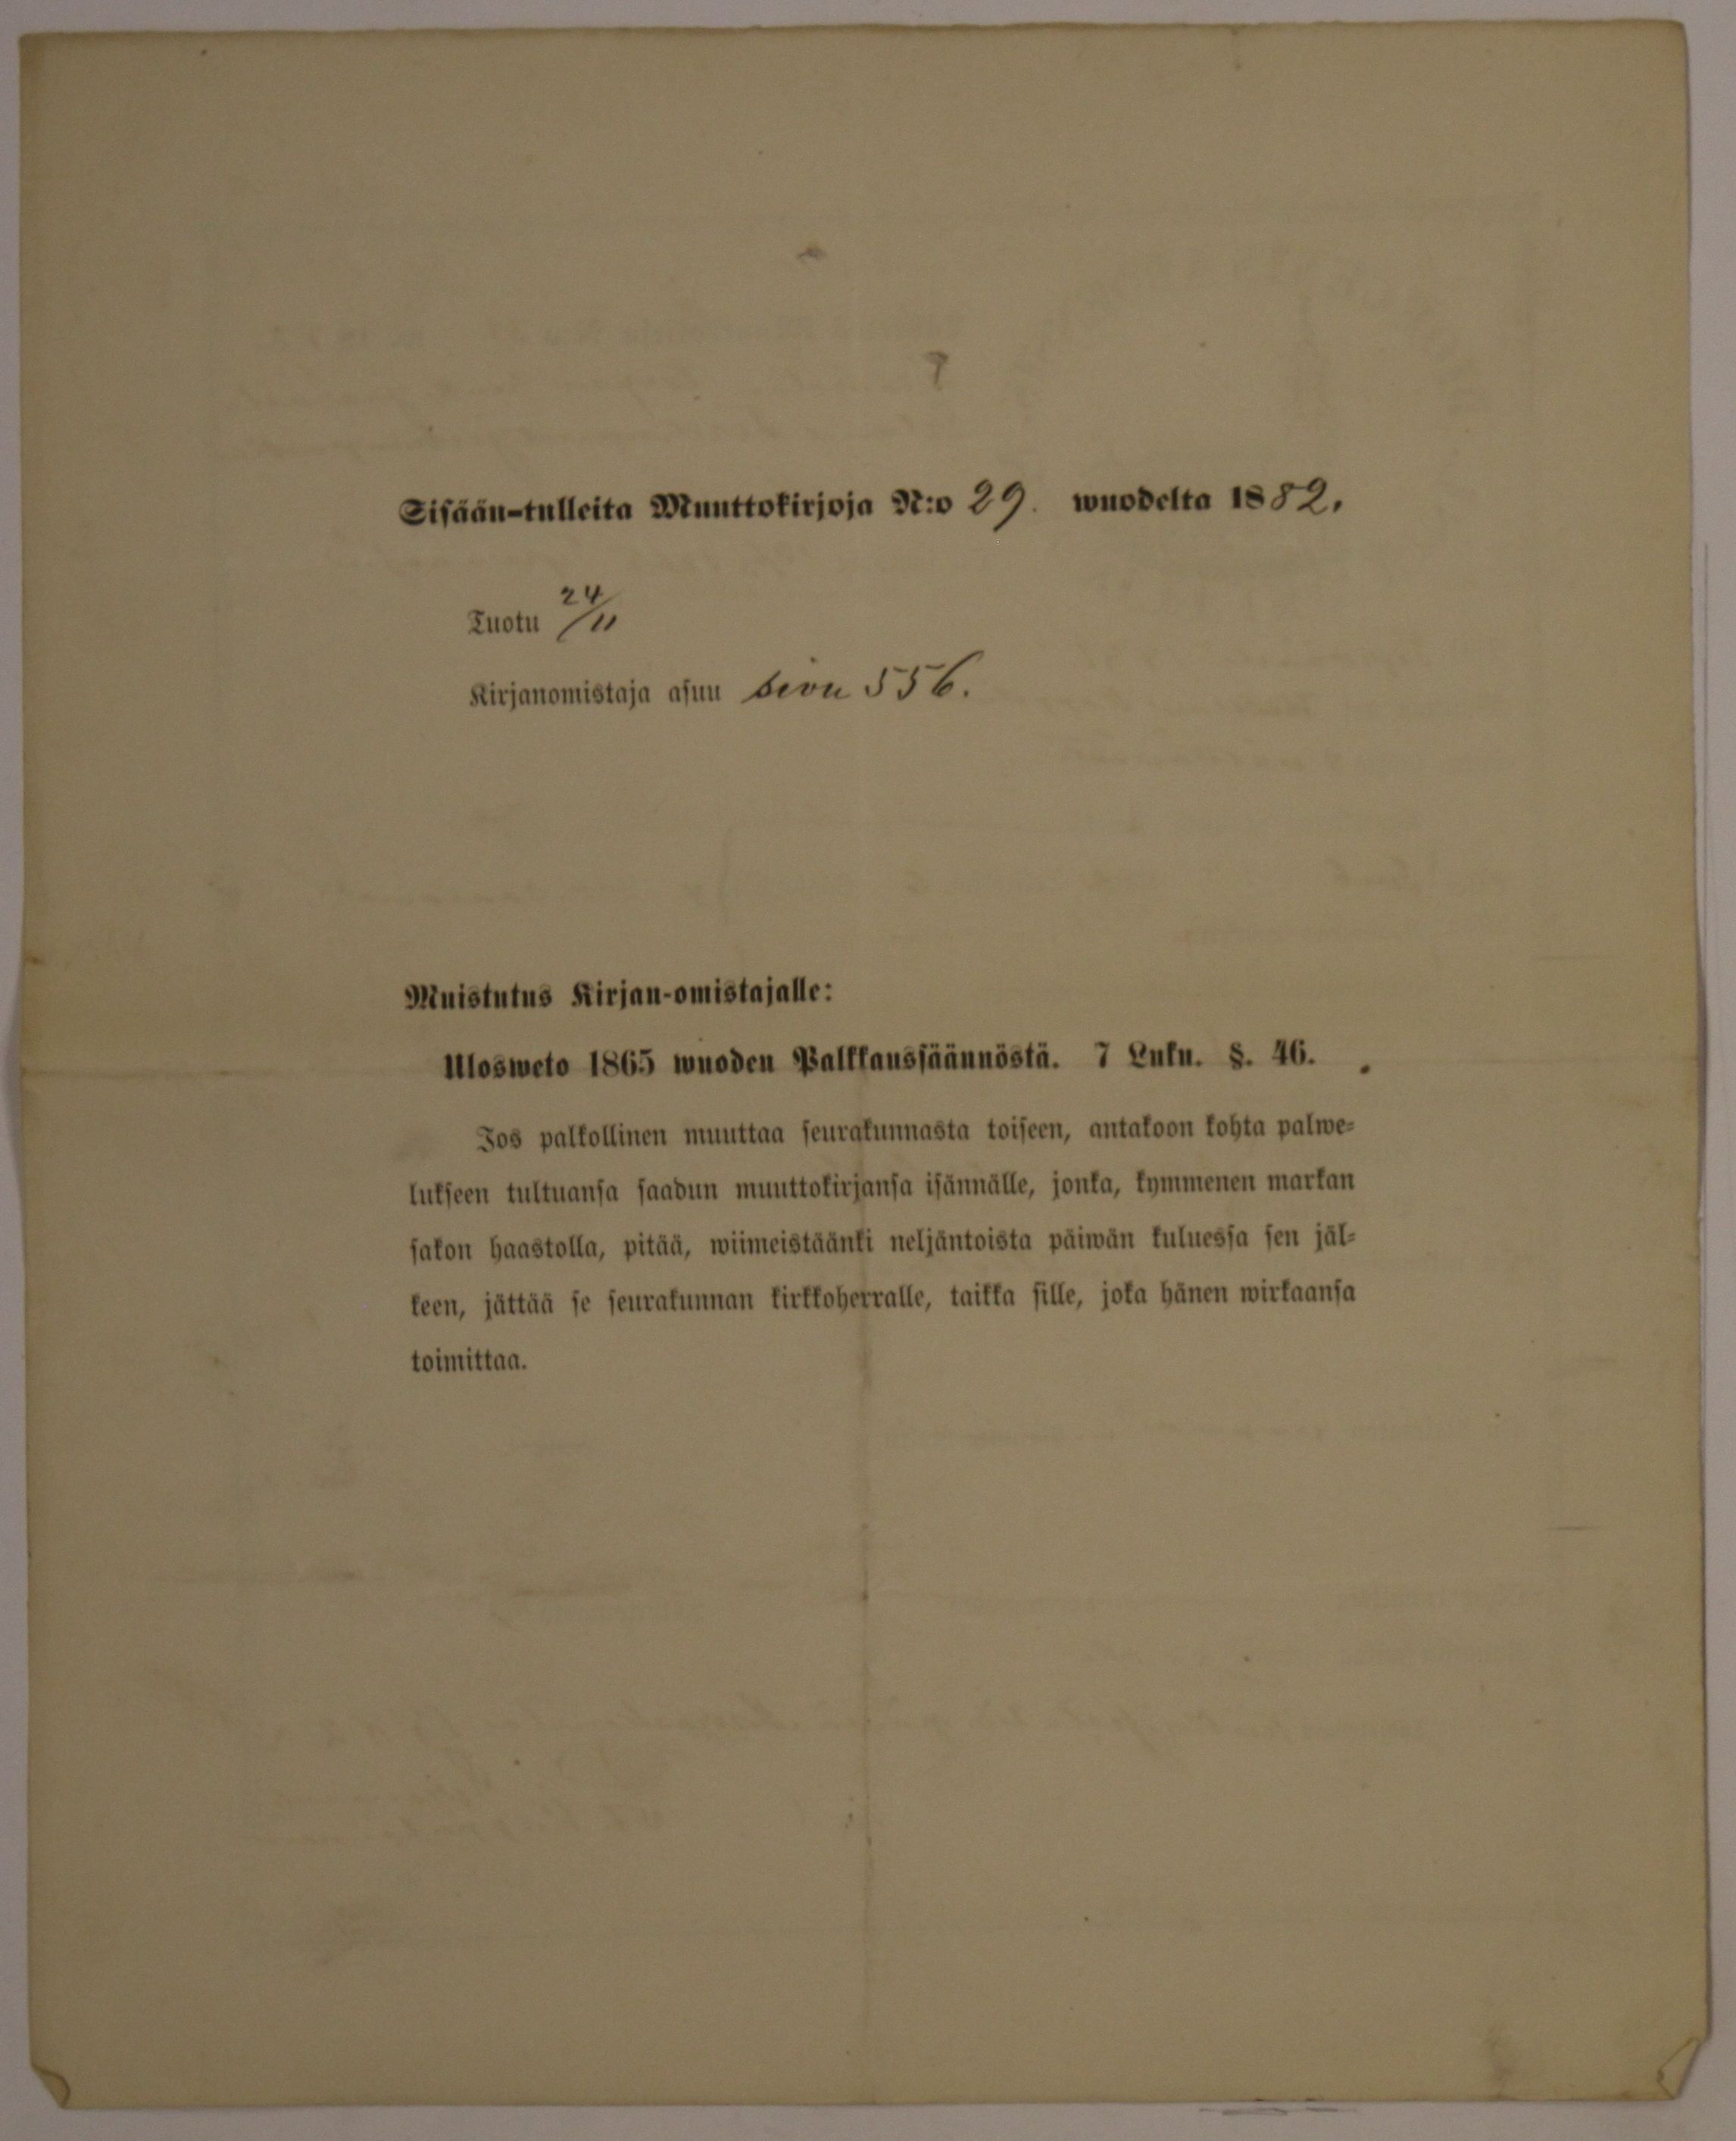 Sisään-tulleita Muuttokirjoja N:o 29. wuodelta 1882.
Tuotu 24/11
Kirjanomistaja asuu sivu 556.
Muistutus Kirjan-omistajalle:
Ulosweto 1865 wuoden Palkkaussäännöstä. 7 Luku. §. 46.
Jos palkollinen muuttaa seurakunnasta toiseen, antakoon kohta palwe-
lukseen tultuansa saadun muuttokirjansa isännälle, jonka, kymmenen markan
sakon haastolla, pitää, wiimeistäänki neljäntoista päiwän kuluessa sen jäl-
keen, jättää se seurakunnan kirkkoherralle, taikka sille, joka hänen wirkaansa
toimittaa.